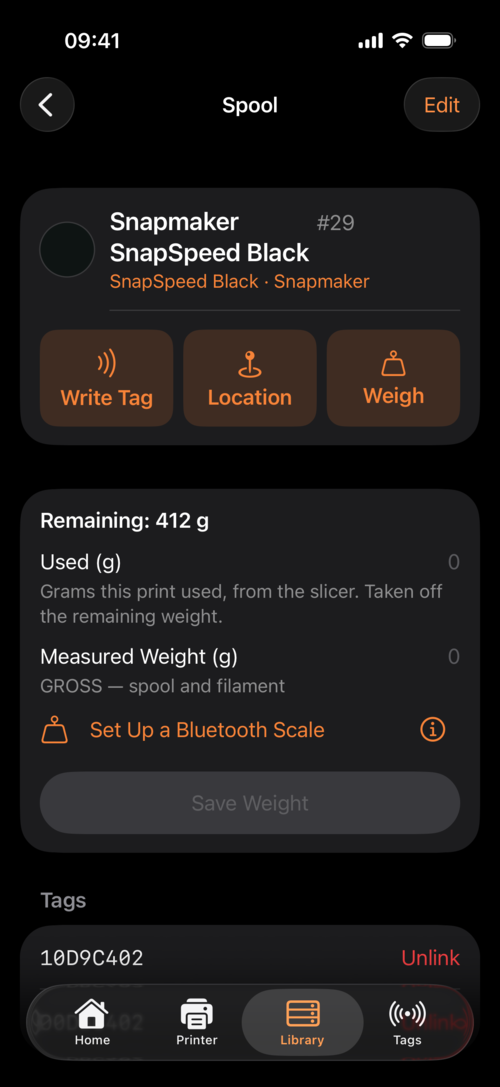 09:41
Spool
Edit
Snapmaker
#29
SnapSpeed Black
SnapSpeed Black · Snapmaker
Write Tag
Location
Weigh
Remaining: 412 g
Used (g)
0
Grams this print used, from the slicer. Taken off
the remaining weight.
Measured Weight (g)
0
GROSS — spool and filament
Set Up a Bluetooth Scale
Save Weight
Tags
10D9C402
Unlink
Home
Printer
Library
Tags